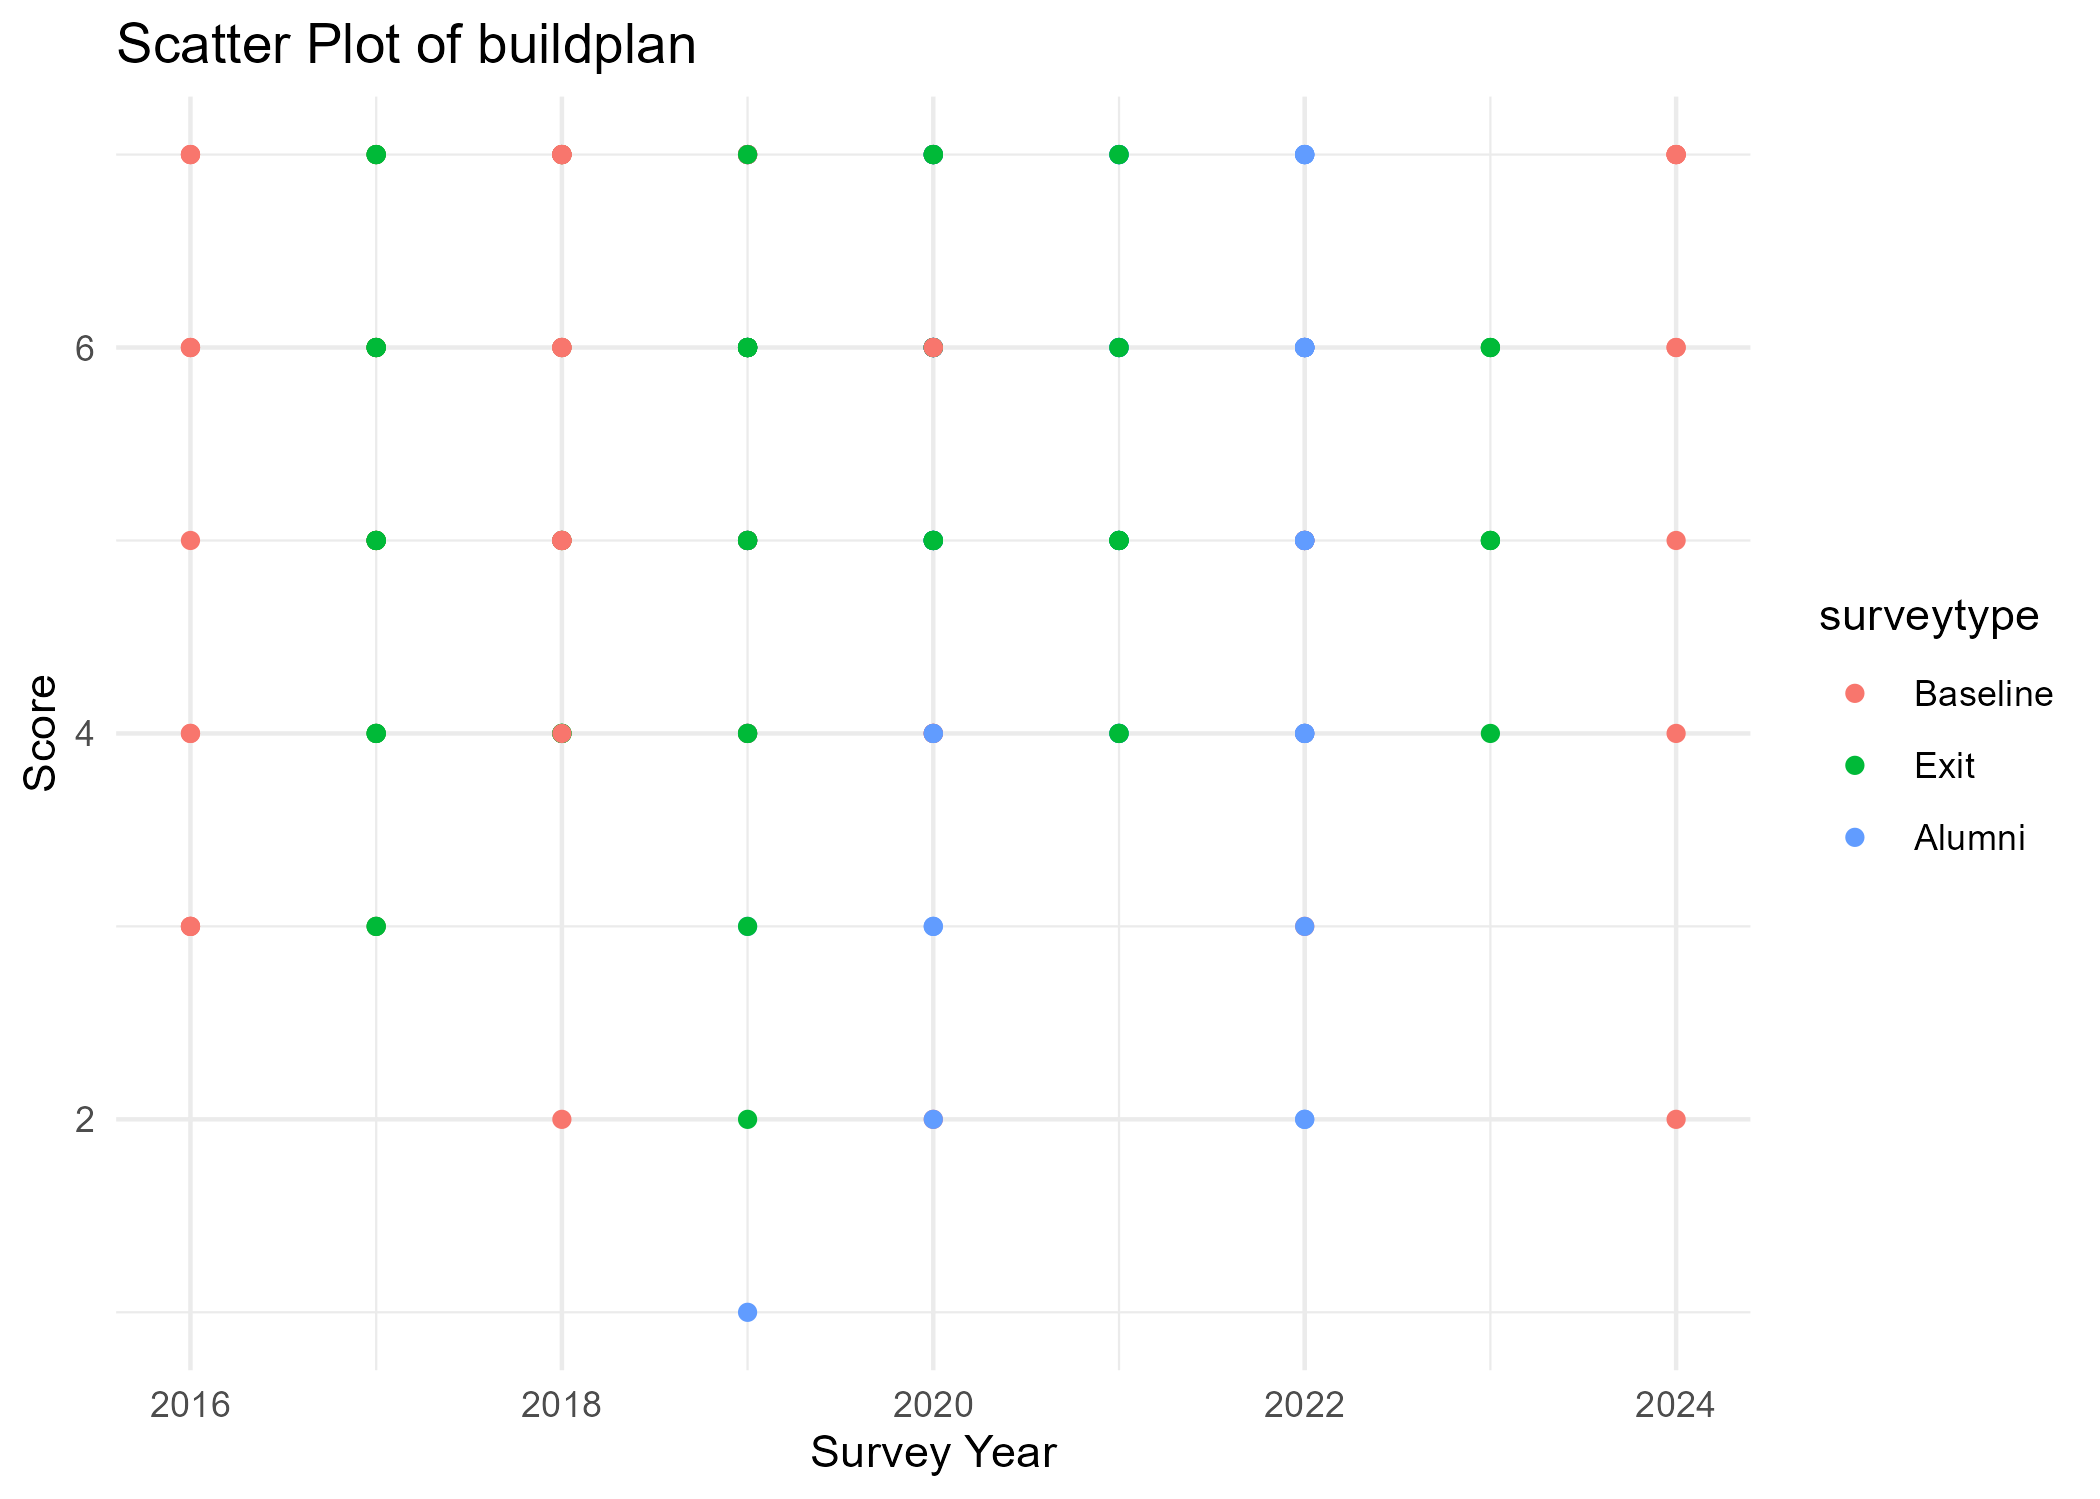 Scatter Plot of buildplan
6
4
2
Score
2016
2018
2020
2022
2024
Survey Year
surveytype
Baseline
Exit
Alumni